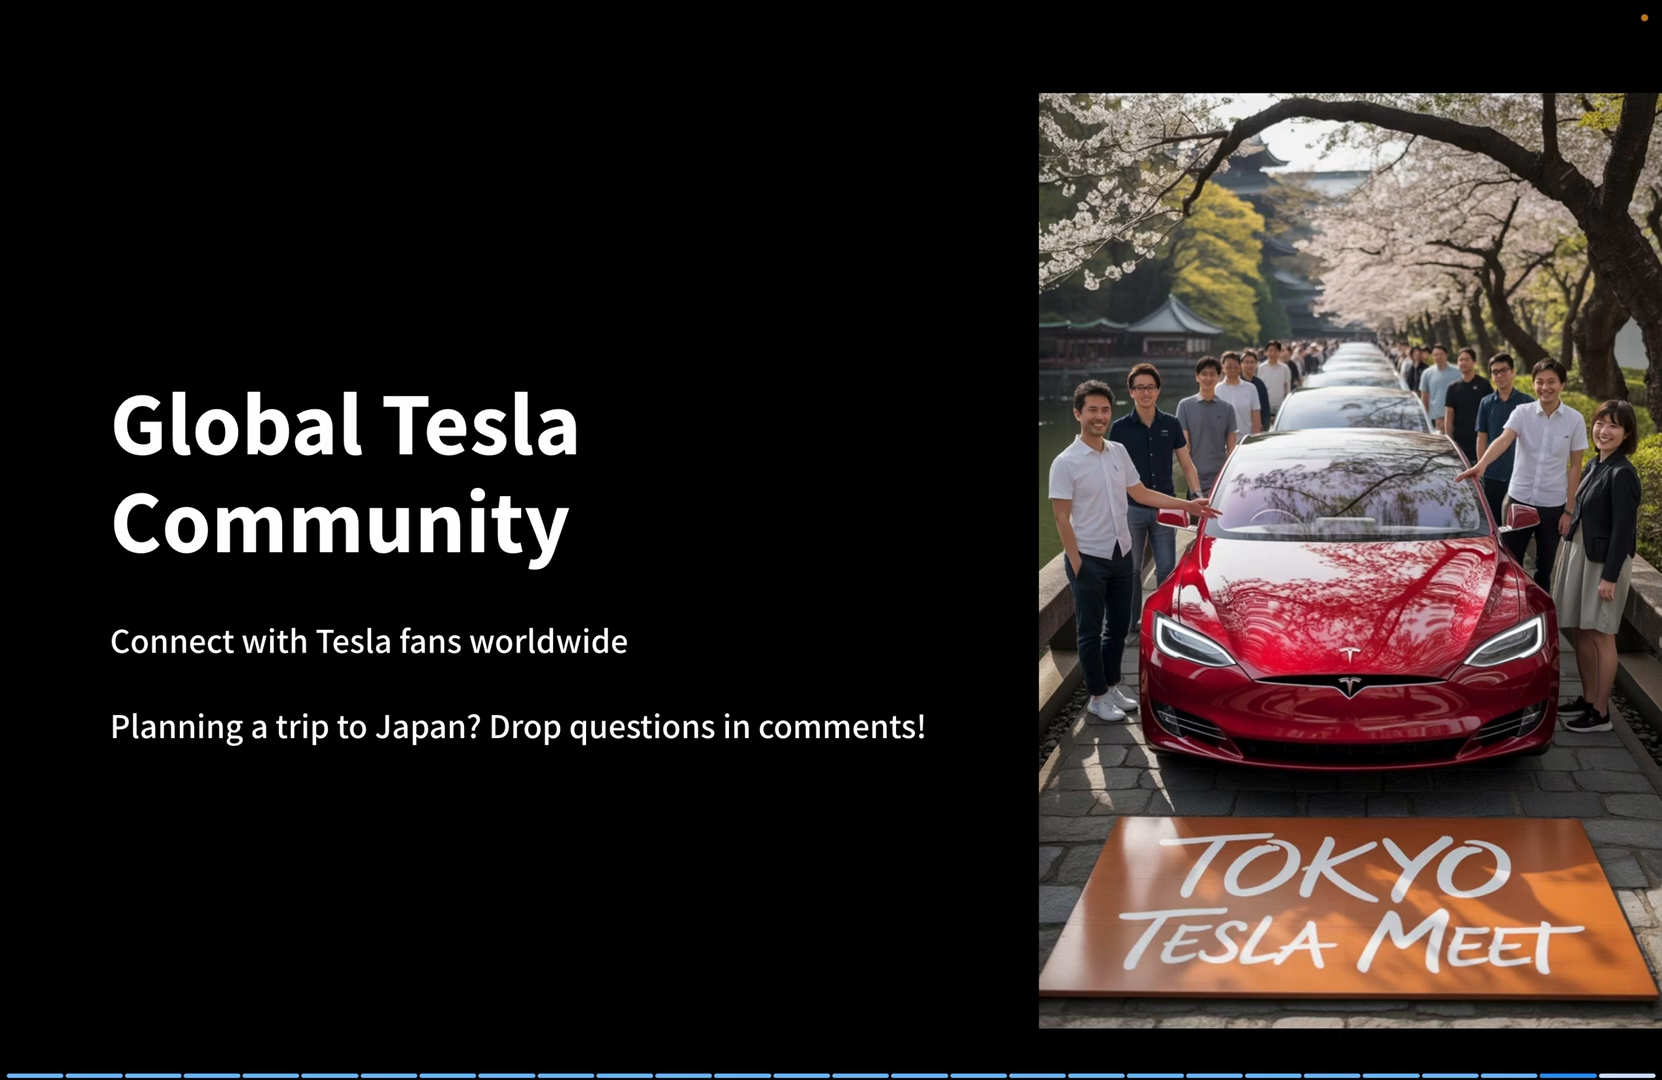 Global Tesla
Community
Connect with Tesla fans worldwide
Planning a trip to Japan? Drop questions in comments!
TOKYO
TESLA MEET